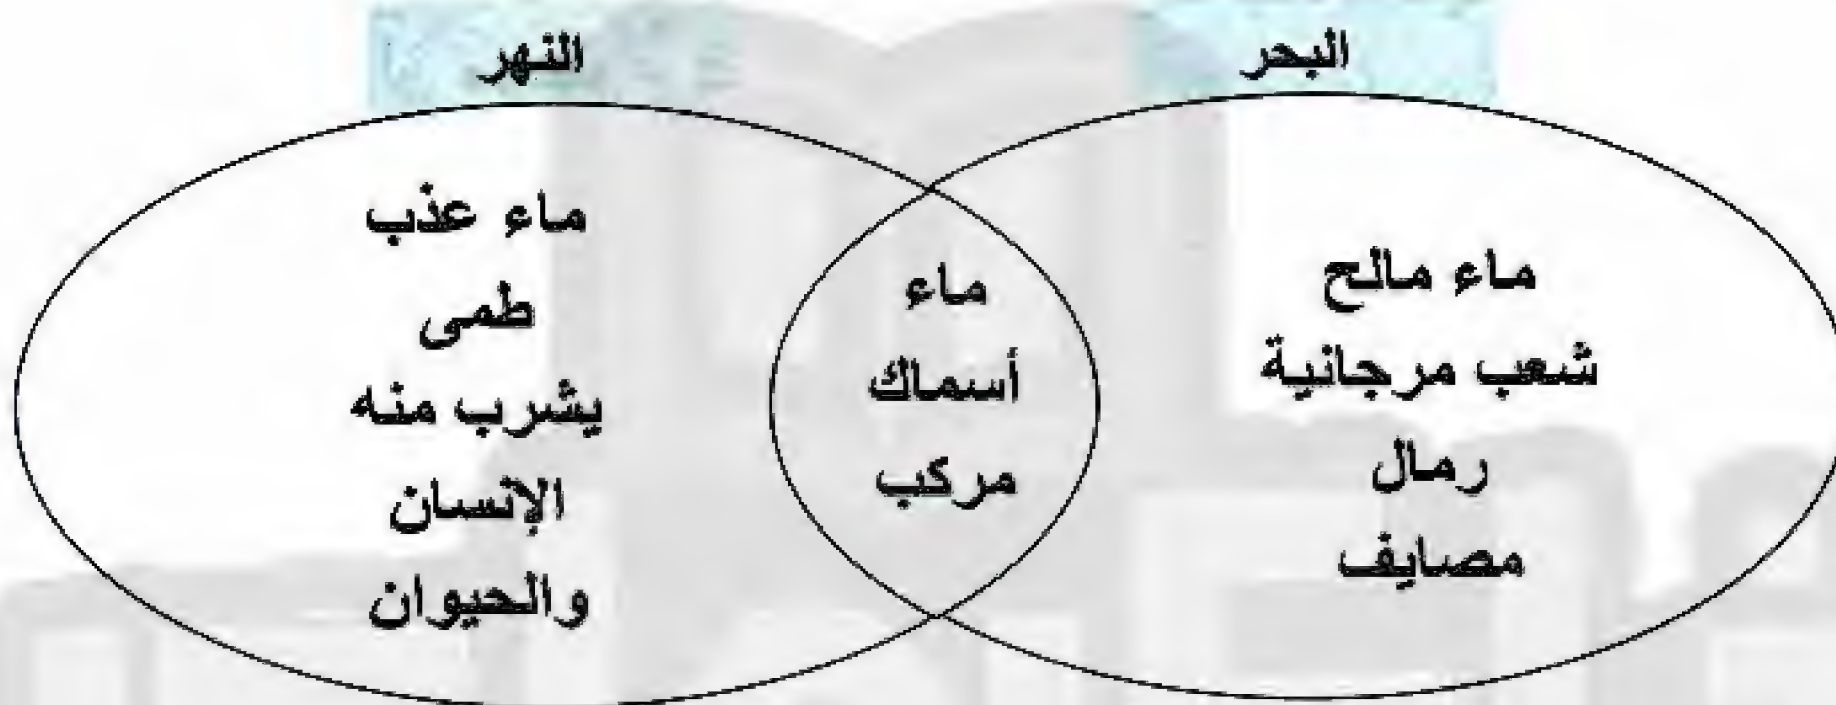 البحر
النهر
ماء مالح
شعب مرجانية
رمال
مصايف
ماء
أسماك
مركب
ماء عذب
طمى
يشرب منه
الإنسان
والحيوان